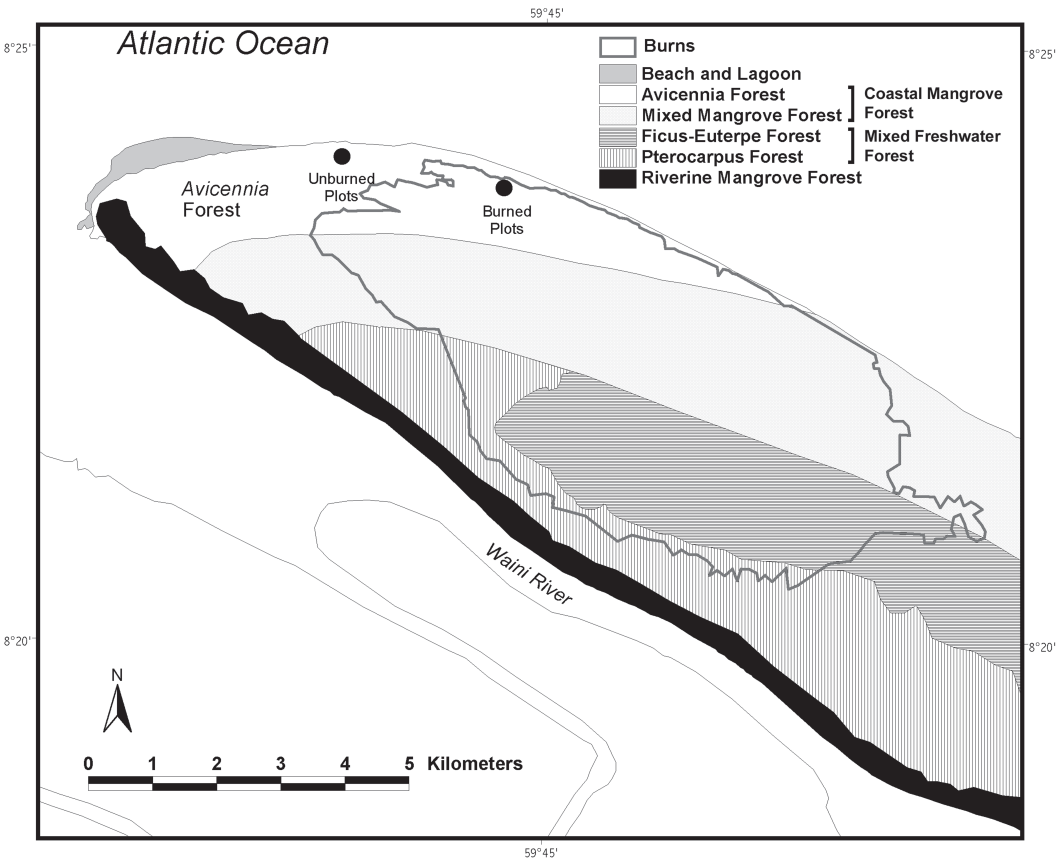 59°45'
Atlantic Ocean
8°25'
8°25'
Burns
Beach and Lagoon
Avicennia Forest
Mixed Mangrove Forest
Coastal Mangrove
Forest
Ficus-Euterpe Forest
Pterocarpus Forest
Mixed Freshwater
Forest
Riverine Mangrove Forest
Avicennia
Forest
Unburned
Plots
Burned
Plots
Waini River
8°20'
8°20'
N
0 1 2 3 4 5 Kilometers
59°45'